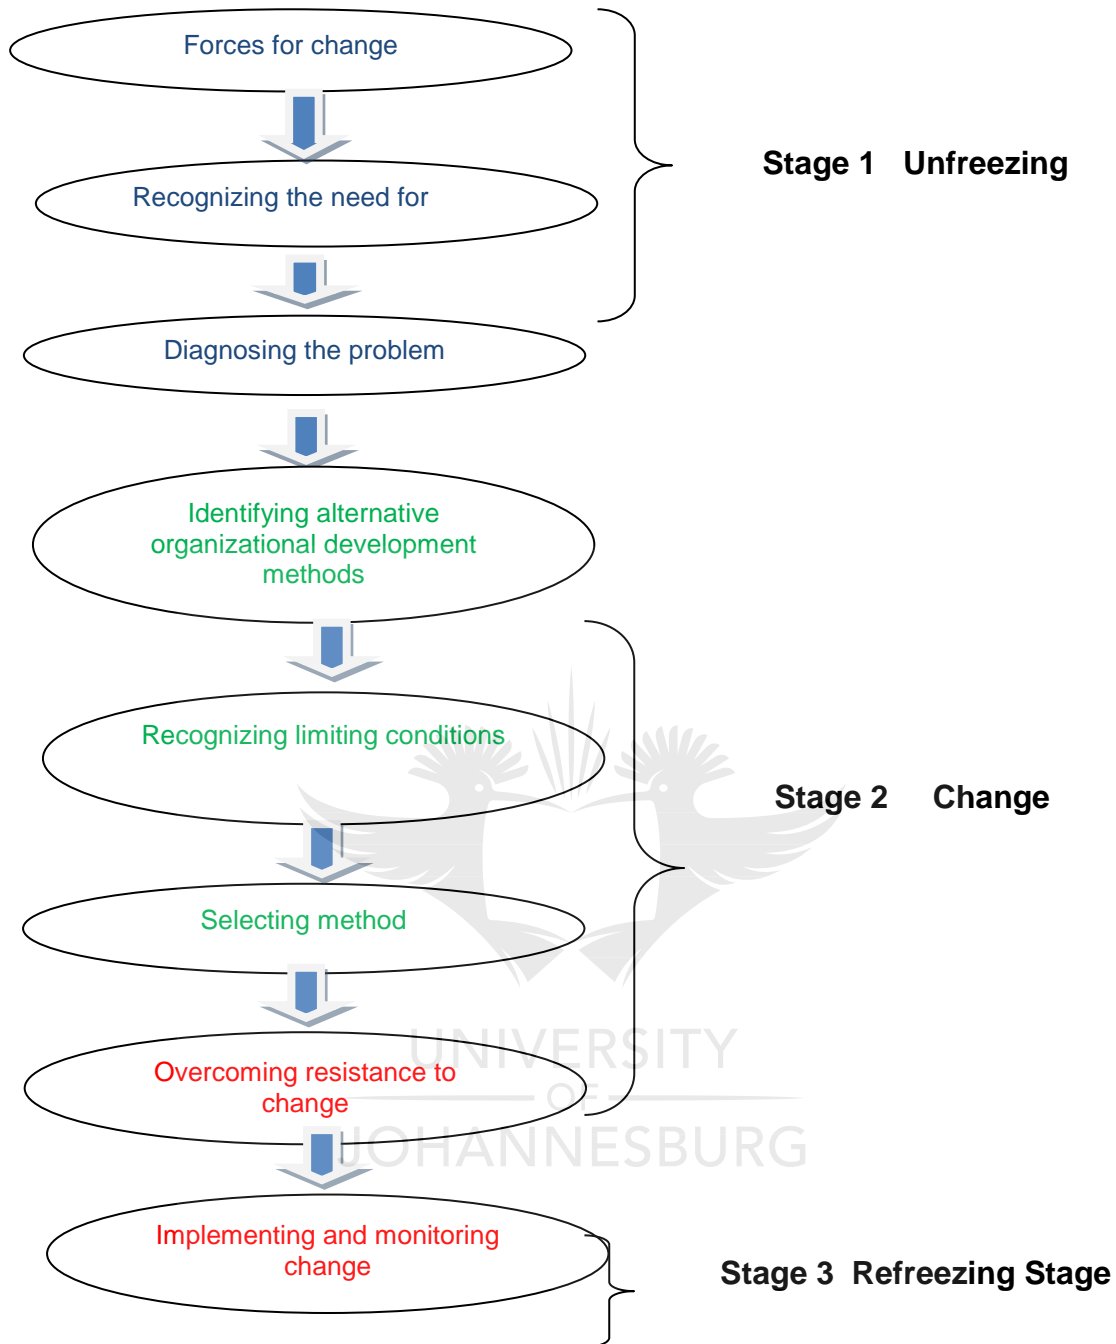 Forces for change
Stage 1 Unfreezing
Recognizing the need for
Diagnosing the problem
Identifying alternative
organizational development
methods
Recognizing limiting conditions
Stage 2 Change
Selecting method
UNIVERSITY
OF
JOHANNESBURG
Overcoming resistance to
change
Implementing and monitoring
change
Stage 3 Refreezing Stage